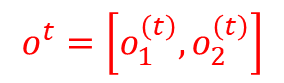 o^t = [o_1^{(t)}, o_2^{(t)}]